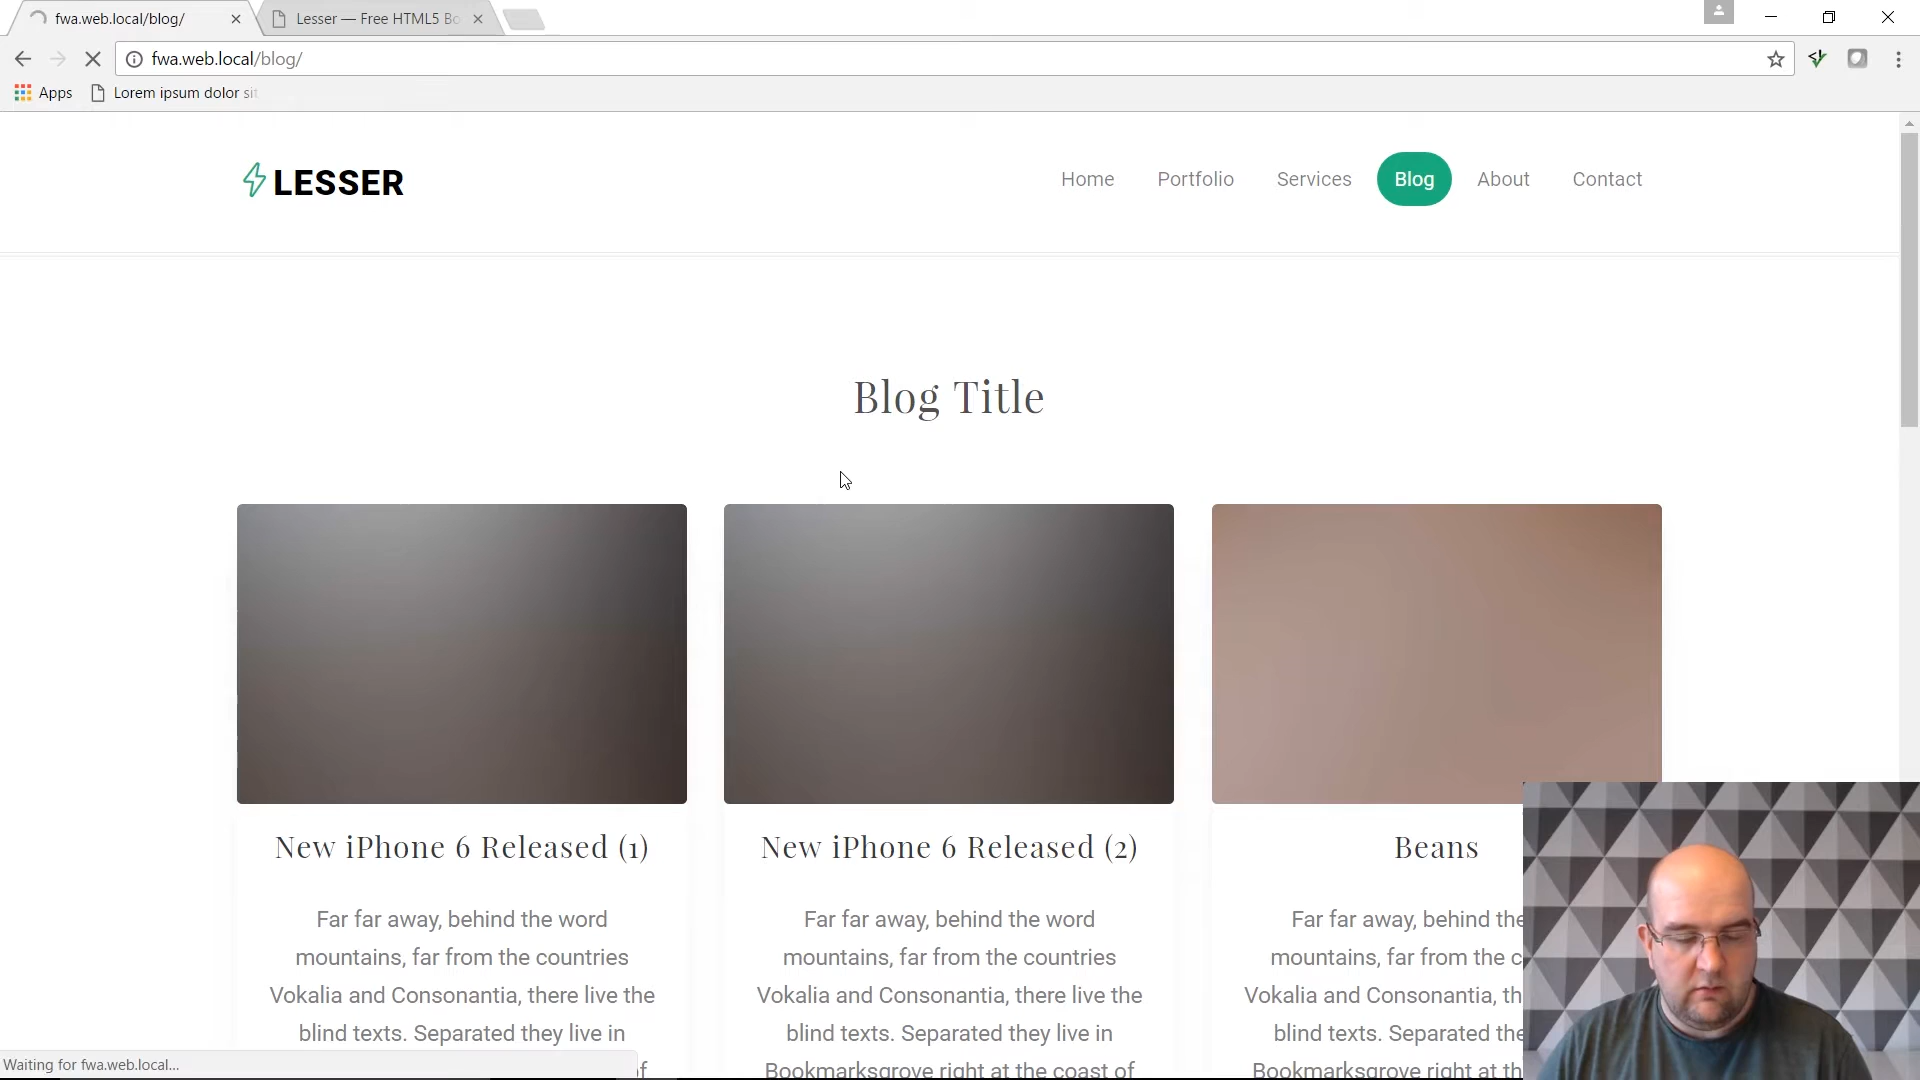 fwa.web.local/blog/
Lesser — Free HTML5 Bo
fwa.web.local/blog/
Apps
Lorem ipsum dolor sit
LESSER
Home
Portfolio
Services
Blog
About
Contact
Blog Title
New iPhone 6 Released (1)
New iPhone 6 Released (2)
Beans
Far far away, behind the word
mountains, far from the countries
Vokalia and Consonantia, there live the
blind texts. Separated they live in
of
Far far away, behind the word
mountains, far from the countries
Vokalia and Consonantia, there live the
blind texts. Separated they live in
Bookmarksgrove right at the coast of
Far far away, behind the
mountains, far from the c
Vokalia and Consonantia, th
blind texts. Separated the
Bookmarksgrove right at th
Waiting for fwa.web.local...